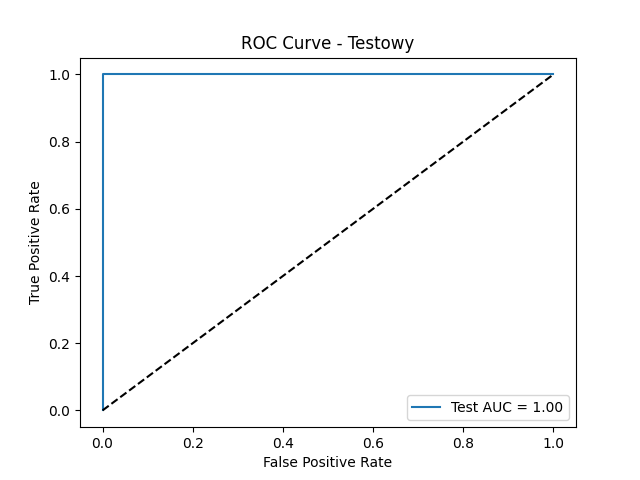 ROC Curve - Testowy
True Positive Rate
1.0
0.8
0.6
0.4
0.2
0.0
Test AUC = 1.00
0.0 0.2 0.4 0.6 0.8 1.0
False Positive Rate